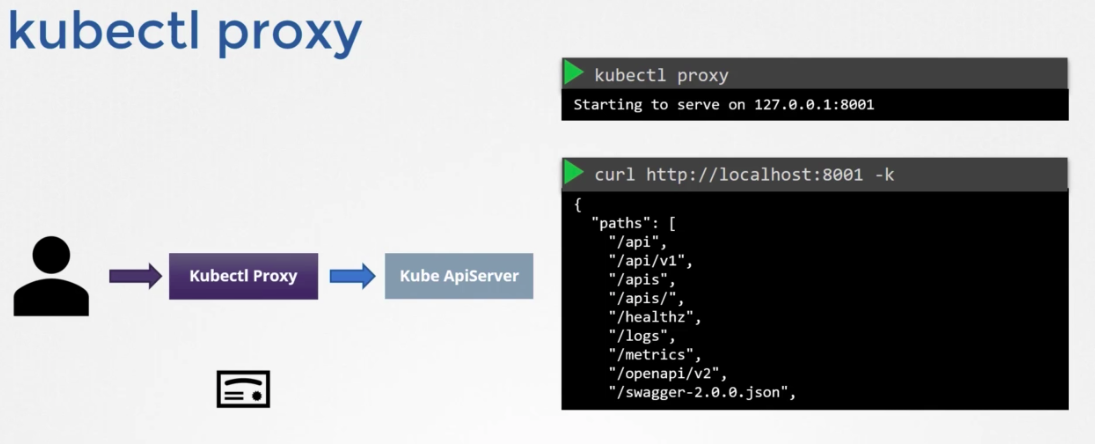 kubectl proxy
kubectl proxy
Starting to serve on 127.0.0.1:8001
curl http://localhost:8001 -k
{
"paths": [
"/api",
"/api/v1",
"/apis",
"/apis/",
"/healthz",
"/logs",
"/metrics",
"/openapi/v2",
"/swagger-2.0.0.json",
Kubectl Proxy
Kube ApiServer